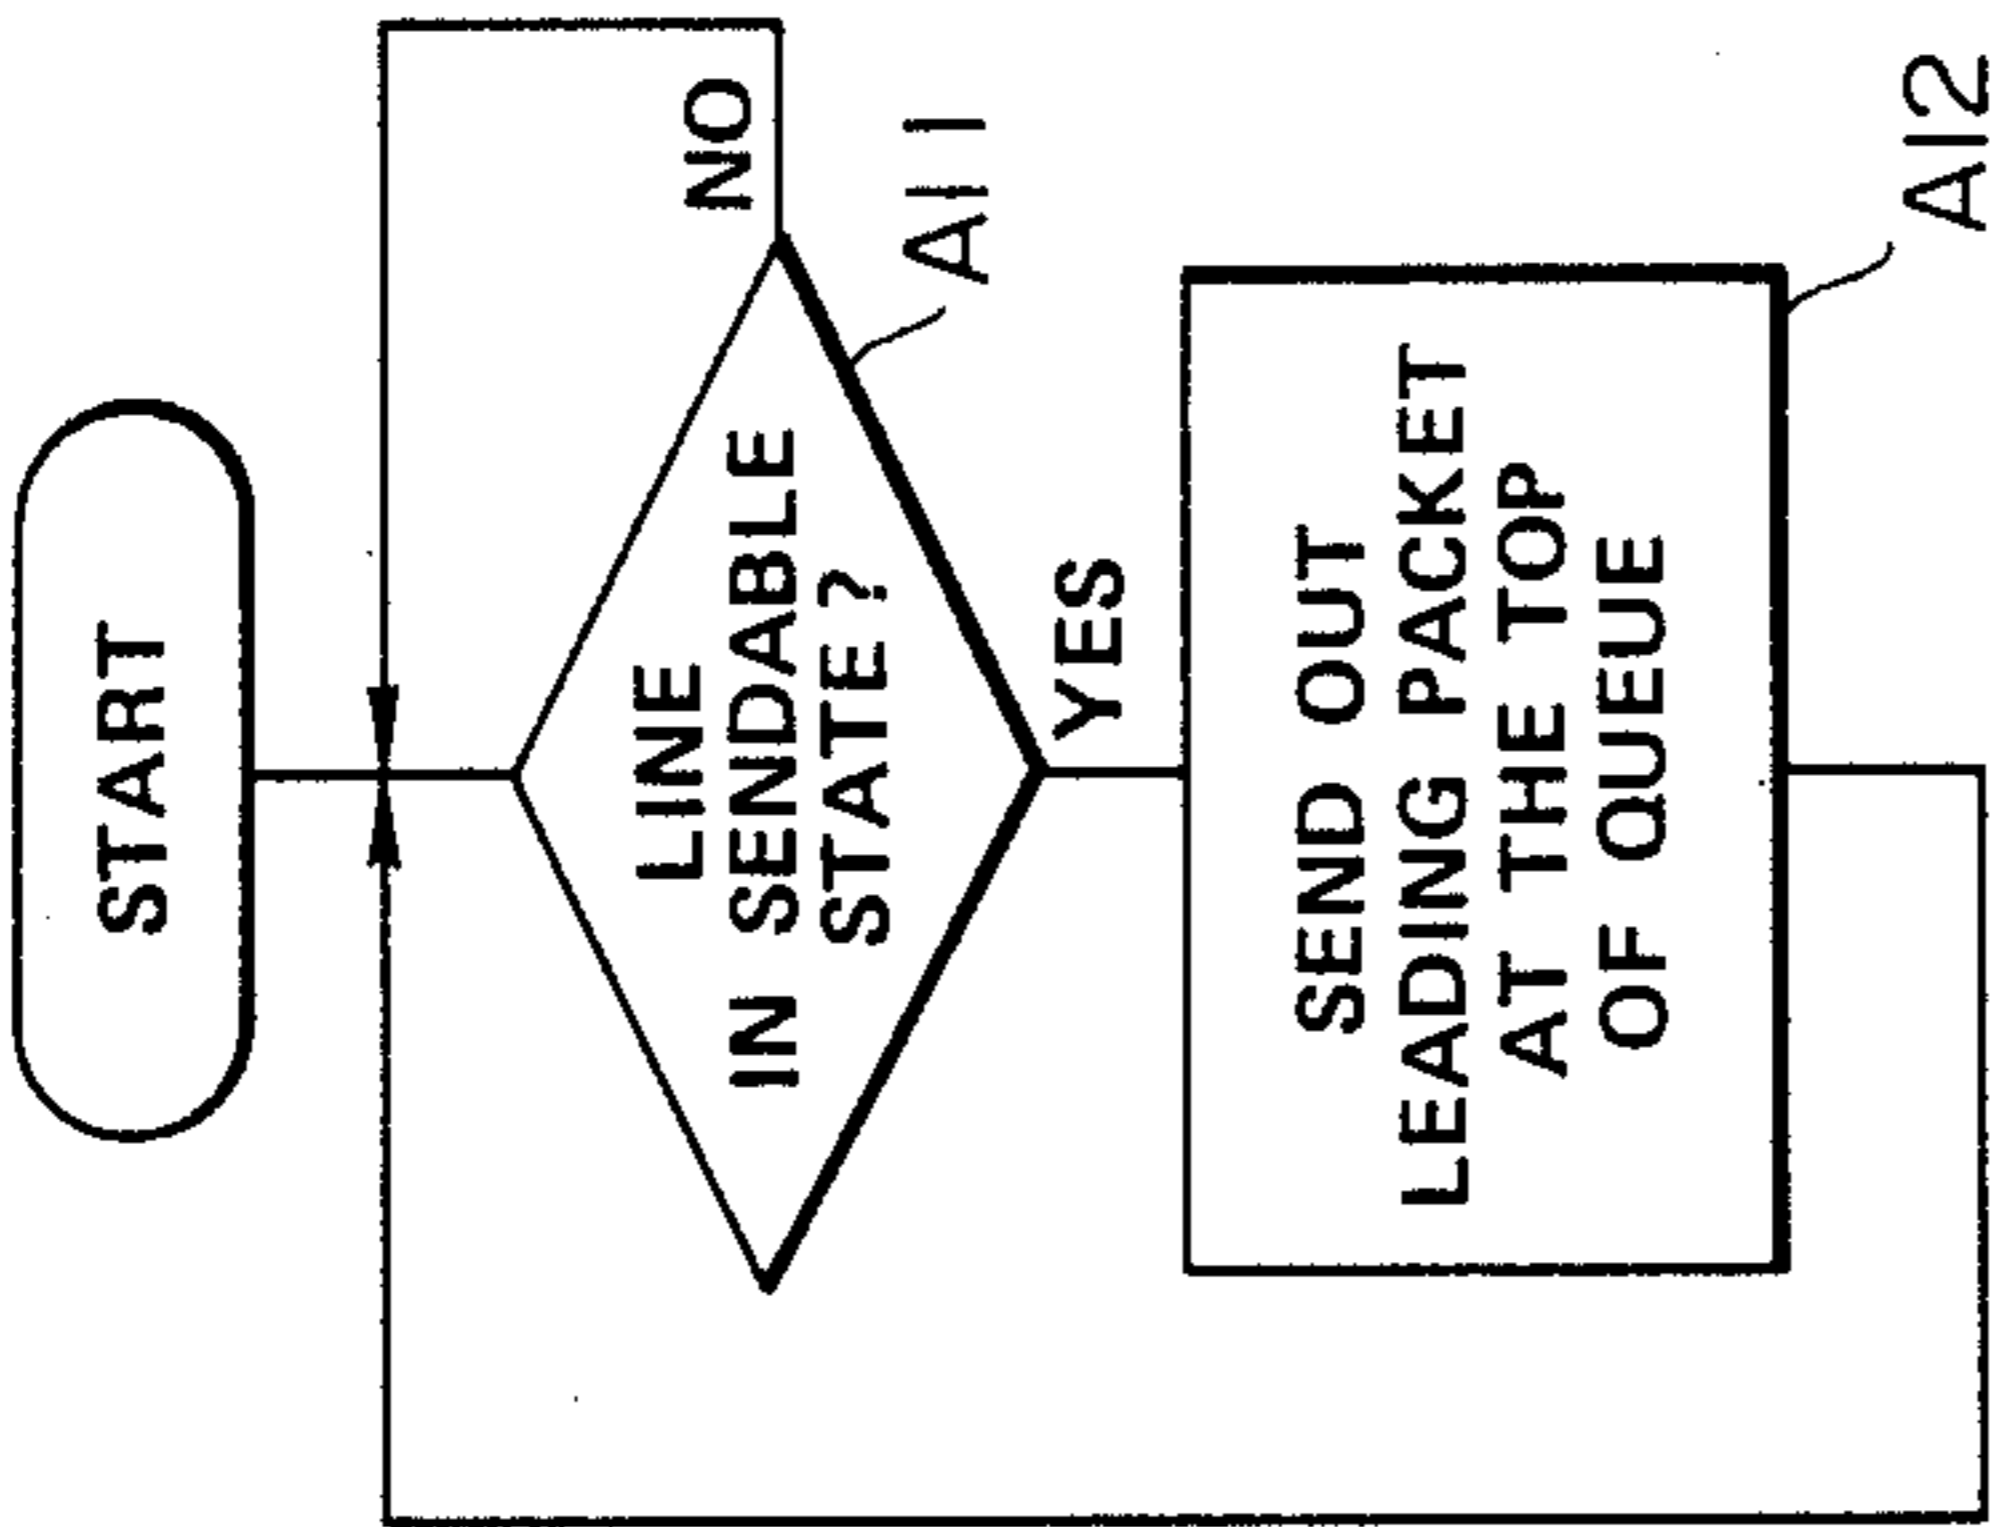 START
LINE
IN SENDABLE
STATE?
NO
A11
YES
SEND OUT
LEADING PACKET
AT THE TOP
OF QUEUE
A12